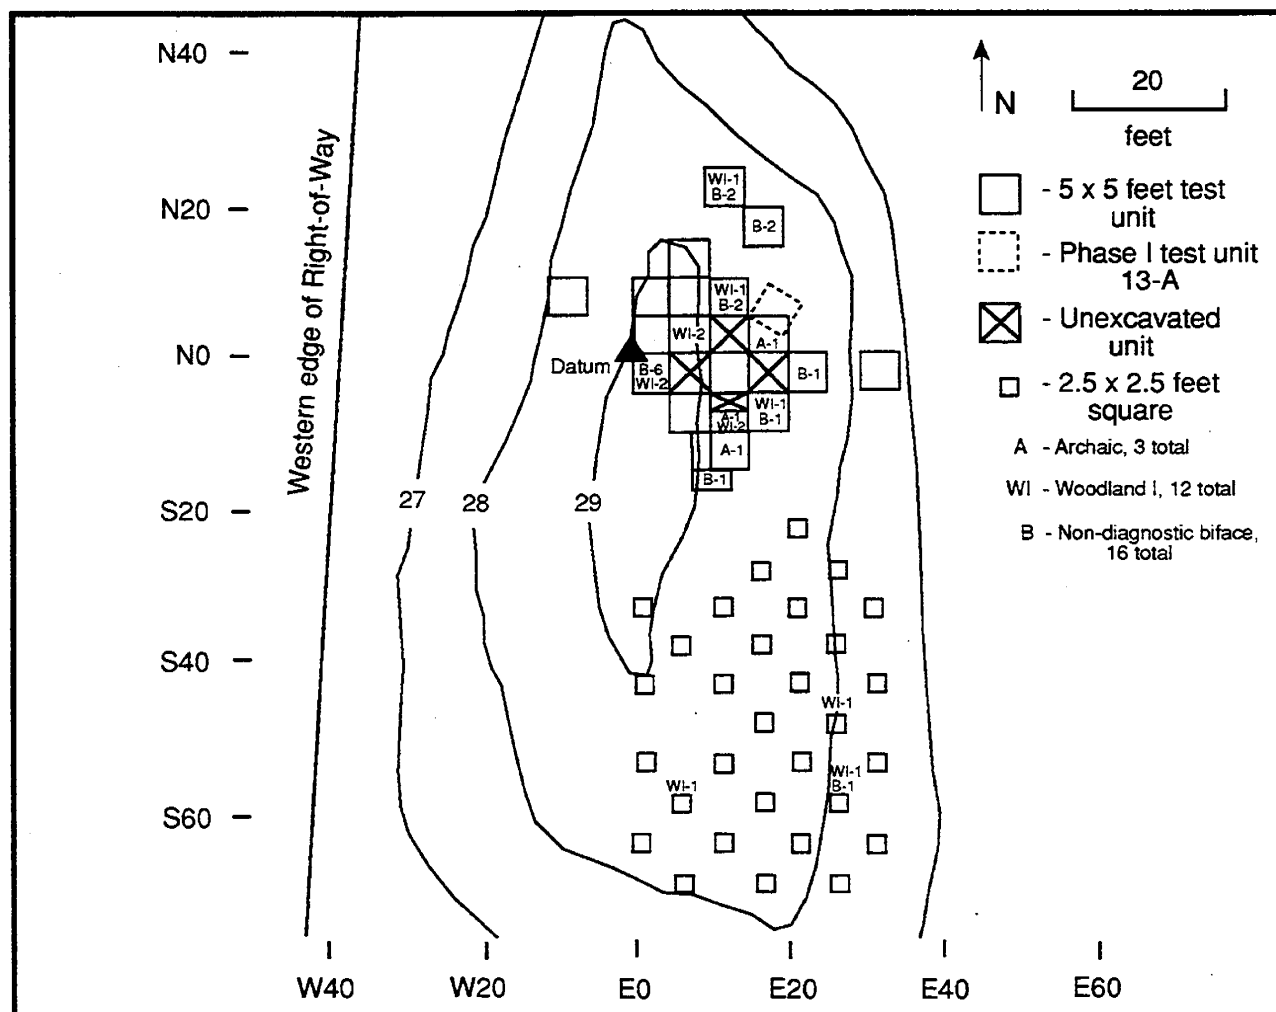 N40
N20
N0
S20
S40
S60
W40
W20
E0
E20
E40
E60
Western edge of Right-of-Way
27
28
29
Datum
WI-1
B-2
B-2
WI-1
B-2
WI-2
A-1
B-6
WI-2
B-1
WI-1
B-1
A-1
WI-2
A-1
B-1
WI-1
WI-1
WI-1
B-1
N
20
feet
- 5 x 5 feet test
unit
- Phase I test unit
13-A
- Unexcavated
unit
- 2.5 x 2.5 feet
square
A - Archaic, 3 total
WI - Woodland I, 12 total
B - Non-diagnostic biface,
16 total